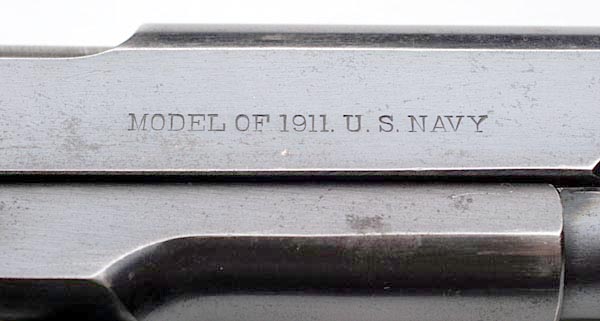 MODEL OF 1911. U. S. NAVY